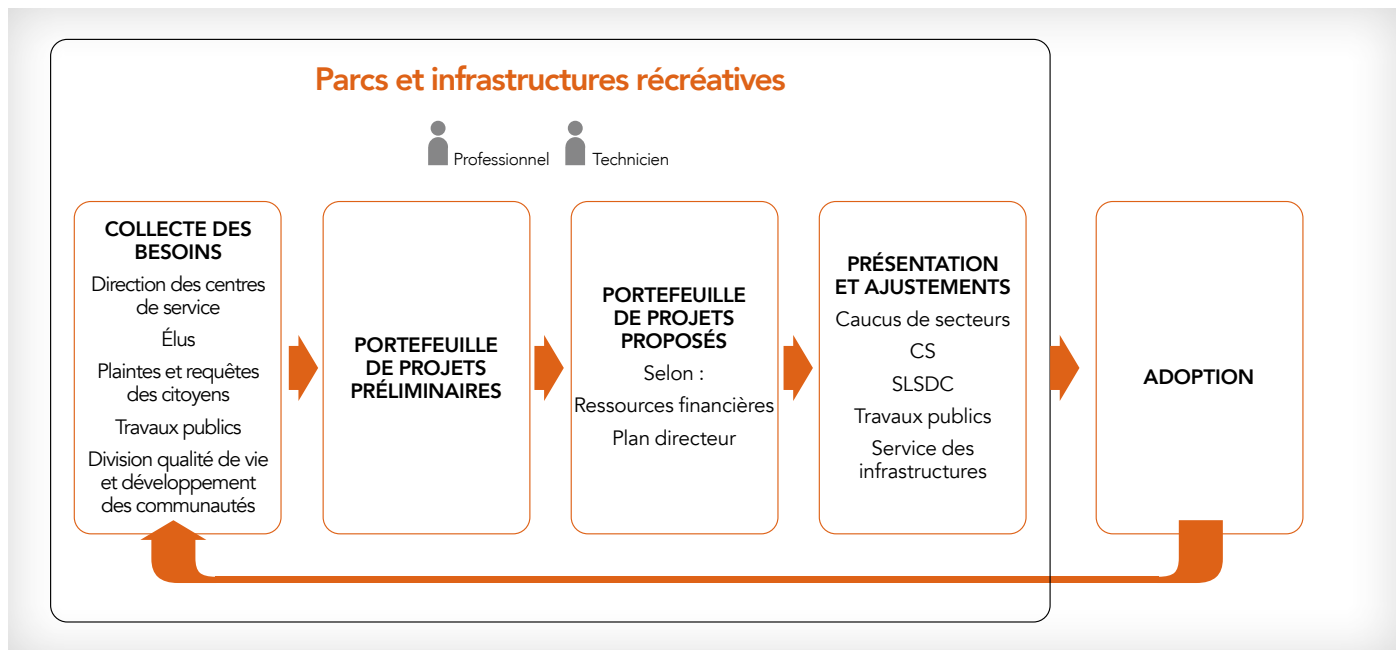 Parcs et infrastructures récréatives
Professionnel
Technicien
COLLECTE DES
BESOINS
Direction des centres
de service
Élus
Plaintes et requêtes
des citoyens
Travaux publics
Division qualité de vie
et développement
des communautés
PORTEFEUILLE
DE PROJETS
PRÉLIMINAIRES
PORTEFEUILLE
DE PROJETS
PROPOSÉS
Selon :
Ressources financières
Plan directeur
PRÉSENTATION
ET AJUSTEMENTS
Caucus de secteurs
CS
SLSDC
Travaux publics
Service des
infrastructures
ADOPTION